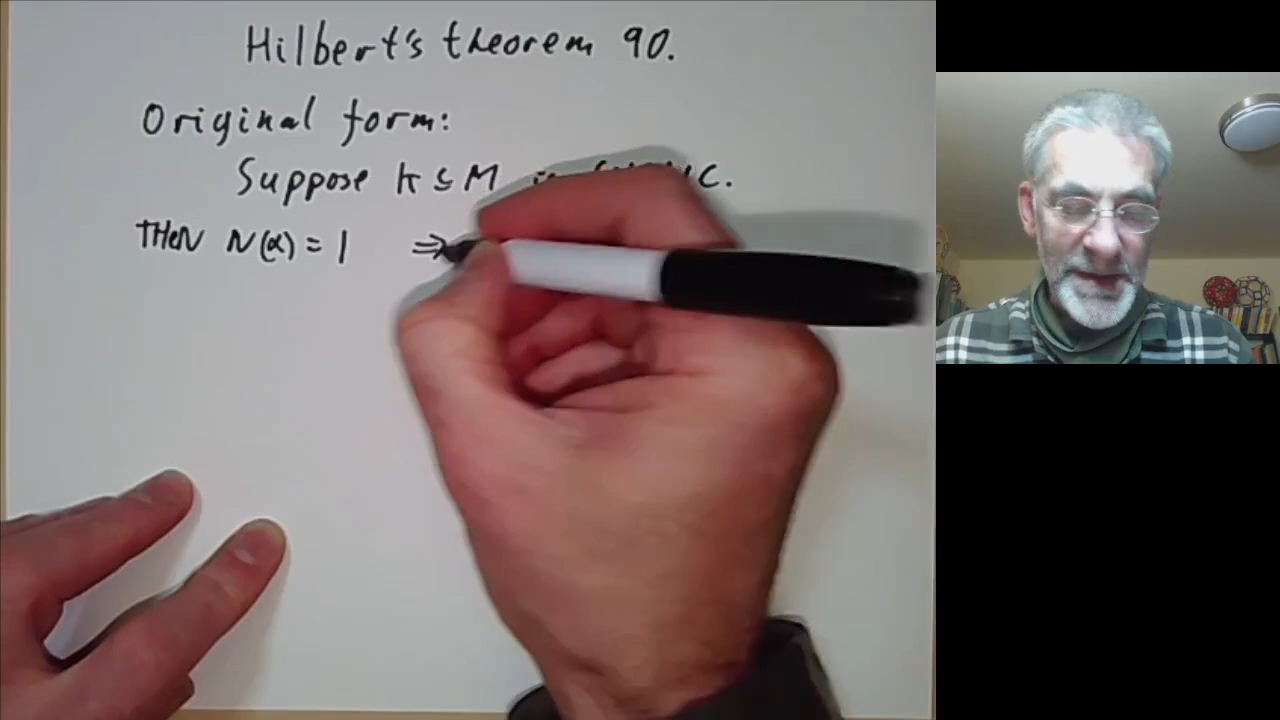 Hilbert's theorem 90.
Original form:
Suppose K ⊆ M
THEN N(α) = 1 ⇒